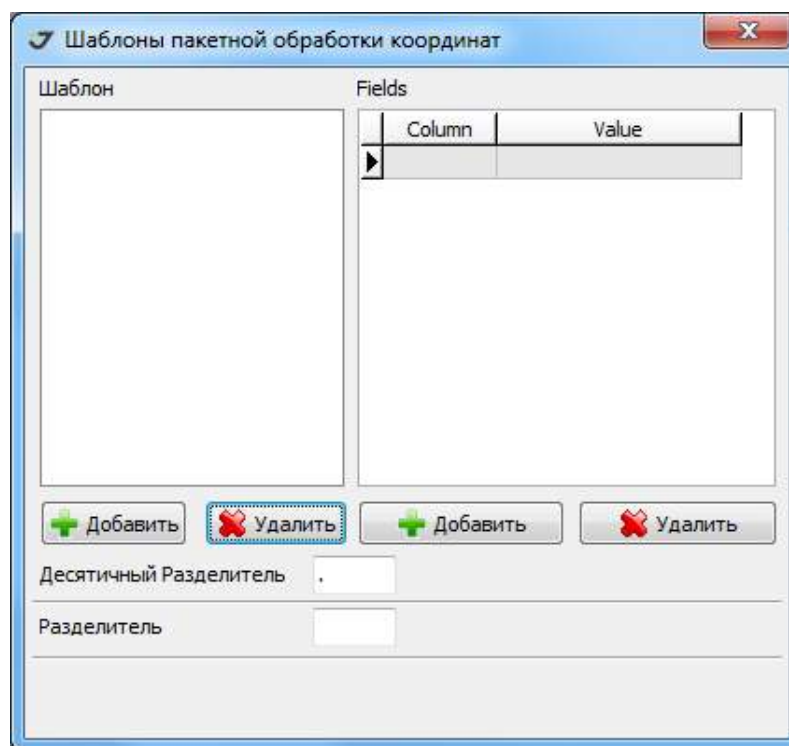 Шаблоны пакетной обработки координат
Шаблон Fields
Column Value
Добавить Удалить Добавить Удалить
Десятичный Разделитель .
Разделитель